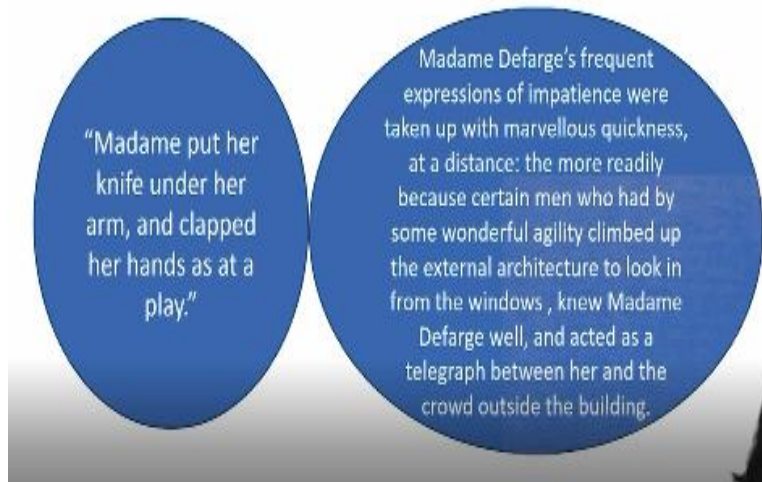 “Madame put her
knife under her
arm, and clapped
her hands as at a
play.”
Madame Defarge’s frequent
expressions of impatience were
taken up with marvellous quickness,
at a distance: the more readily
because certain men who had by
some wonderful agility climbed up
the external architecture to look in
from the windows , knew Madame
Defarge well, and acted as a
telegraph between her and the
crowd outside the building.